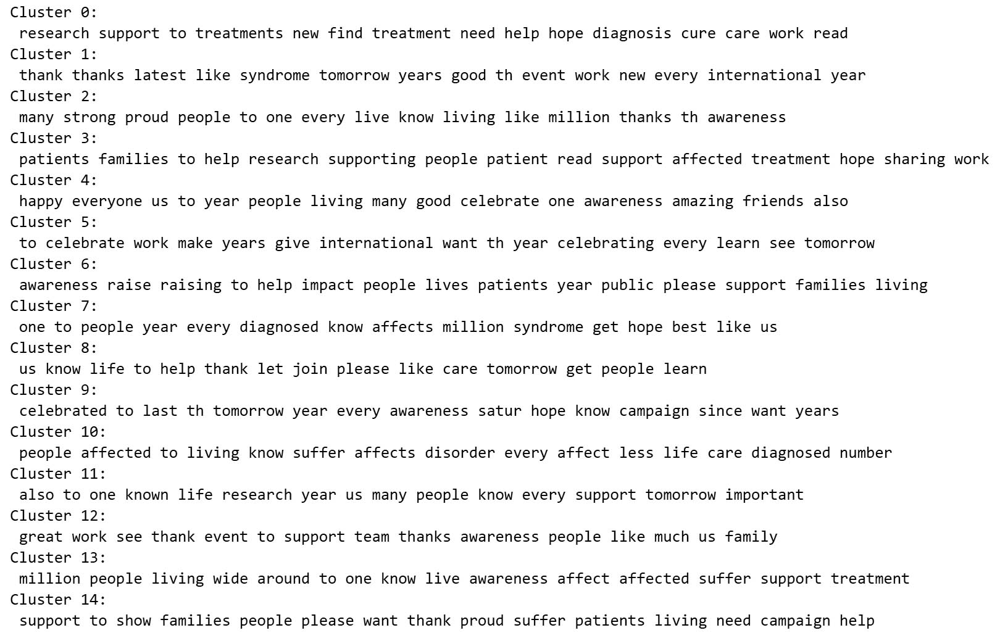 Cluster 0:
research support to treatments new find treatment need help hope diagnosis cure care work read
Cluster 1:
thank thanks latest like syndrome tomorrow years good th event work new every international year
Cluster 2:
many strong proud people to one every live know living like million thanks th awareness
Cluster 3:
patients families to help research supporting people patient read support affected treatment hope sharing work
Cluster 4:
happy everyone us to year people living many good celebrate one awareness amazing friends also
Cluster 5:
to celebrate work make years give international want th year celebrating every learn see tomorrow
Cluster 6:
awareness raise raising to help impact people lives patients year public please support families living
Cluster 7:
one to people year every diagnosed know affects million syndrome get hope best like us
Cluster 8:
us know life to help thank let join please like care tomorrow get people learn
Cluster 9:
celebrated to last th tomorrow year every awareness satur hope know campaign since want years
Cluster 10:
people affected to living know suffer affects disorder every affect less life care diagnosed number
Cluster 11:
also to one known life research year us many people know every support tomorrow important
Cluster 12:
great work see thank event to support team thanks awareness people like much us family
Cluster 13:
million people living wide around to one know live awareness affect affected suffer support treatment
Cluster 14:
support to show families people please want thank proud suffer patients living need campaign help